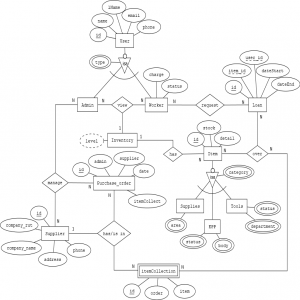 lName
name
email
id
phone
User
user_id
type
item_id
dateStart
charge
id
dateEnd
status
N
N
Admin
view
Worker
N
request
N
Loan
N
1
N
stock
Inventory
id
detail
level
1
has
N
Item
N
over
supplier
admin
date
id
category
manage
Purchase_order
N
itemCollect
1
Supplies
Tools
status
id
area
department
company_rut
N
EPP
status
body
Supplier
1
has/is in
company_name
phone
address
N
N
itemCollection
id
order
item